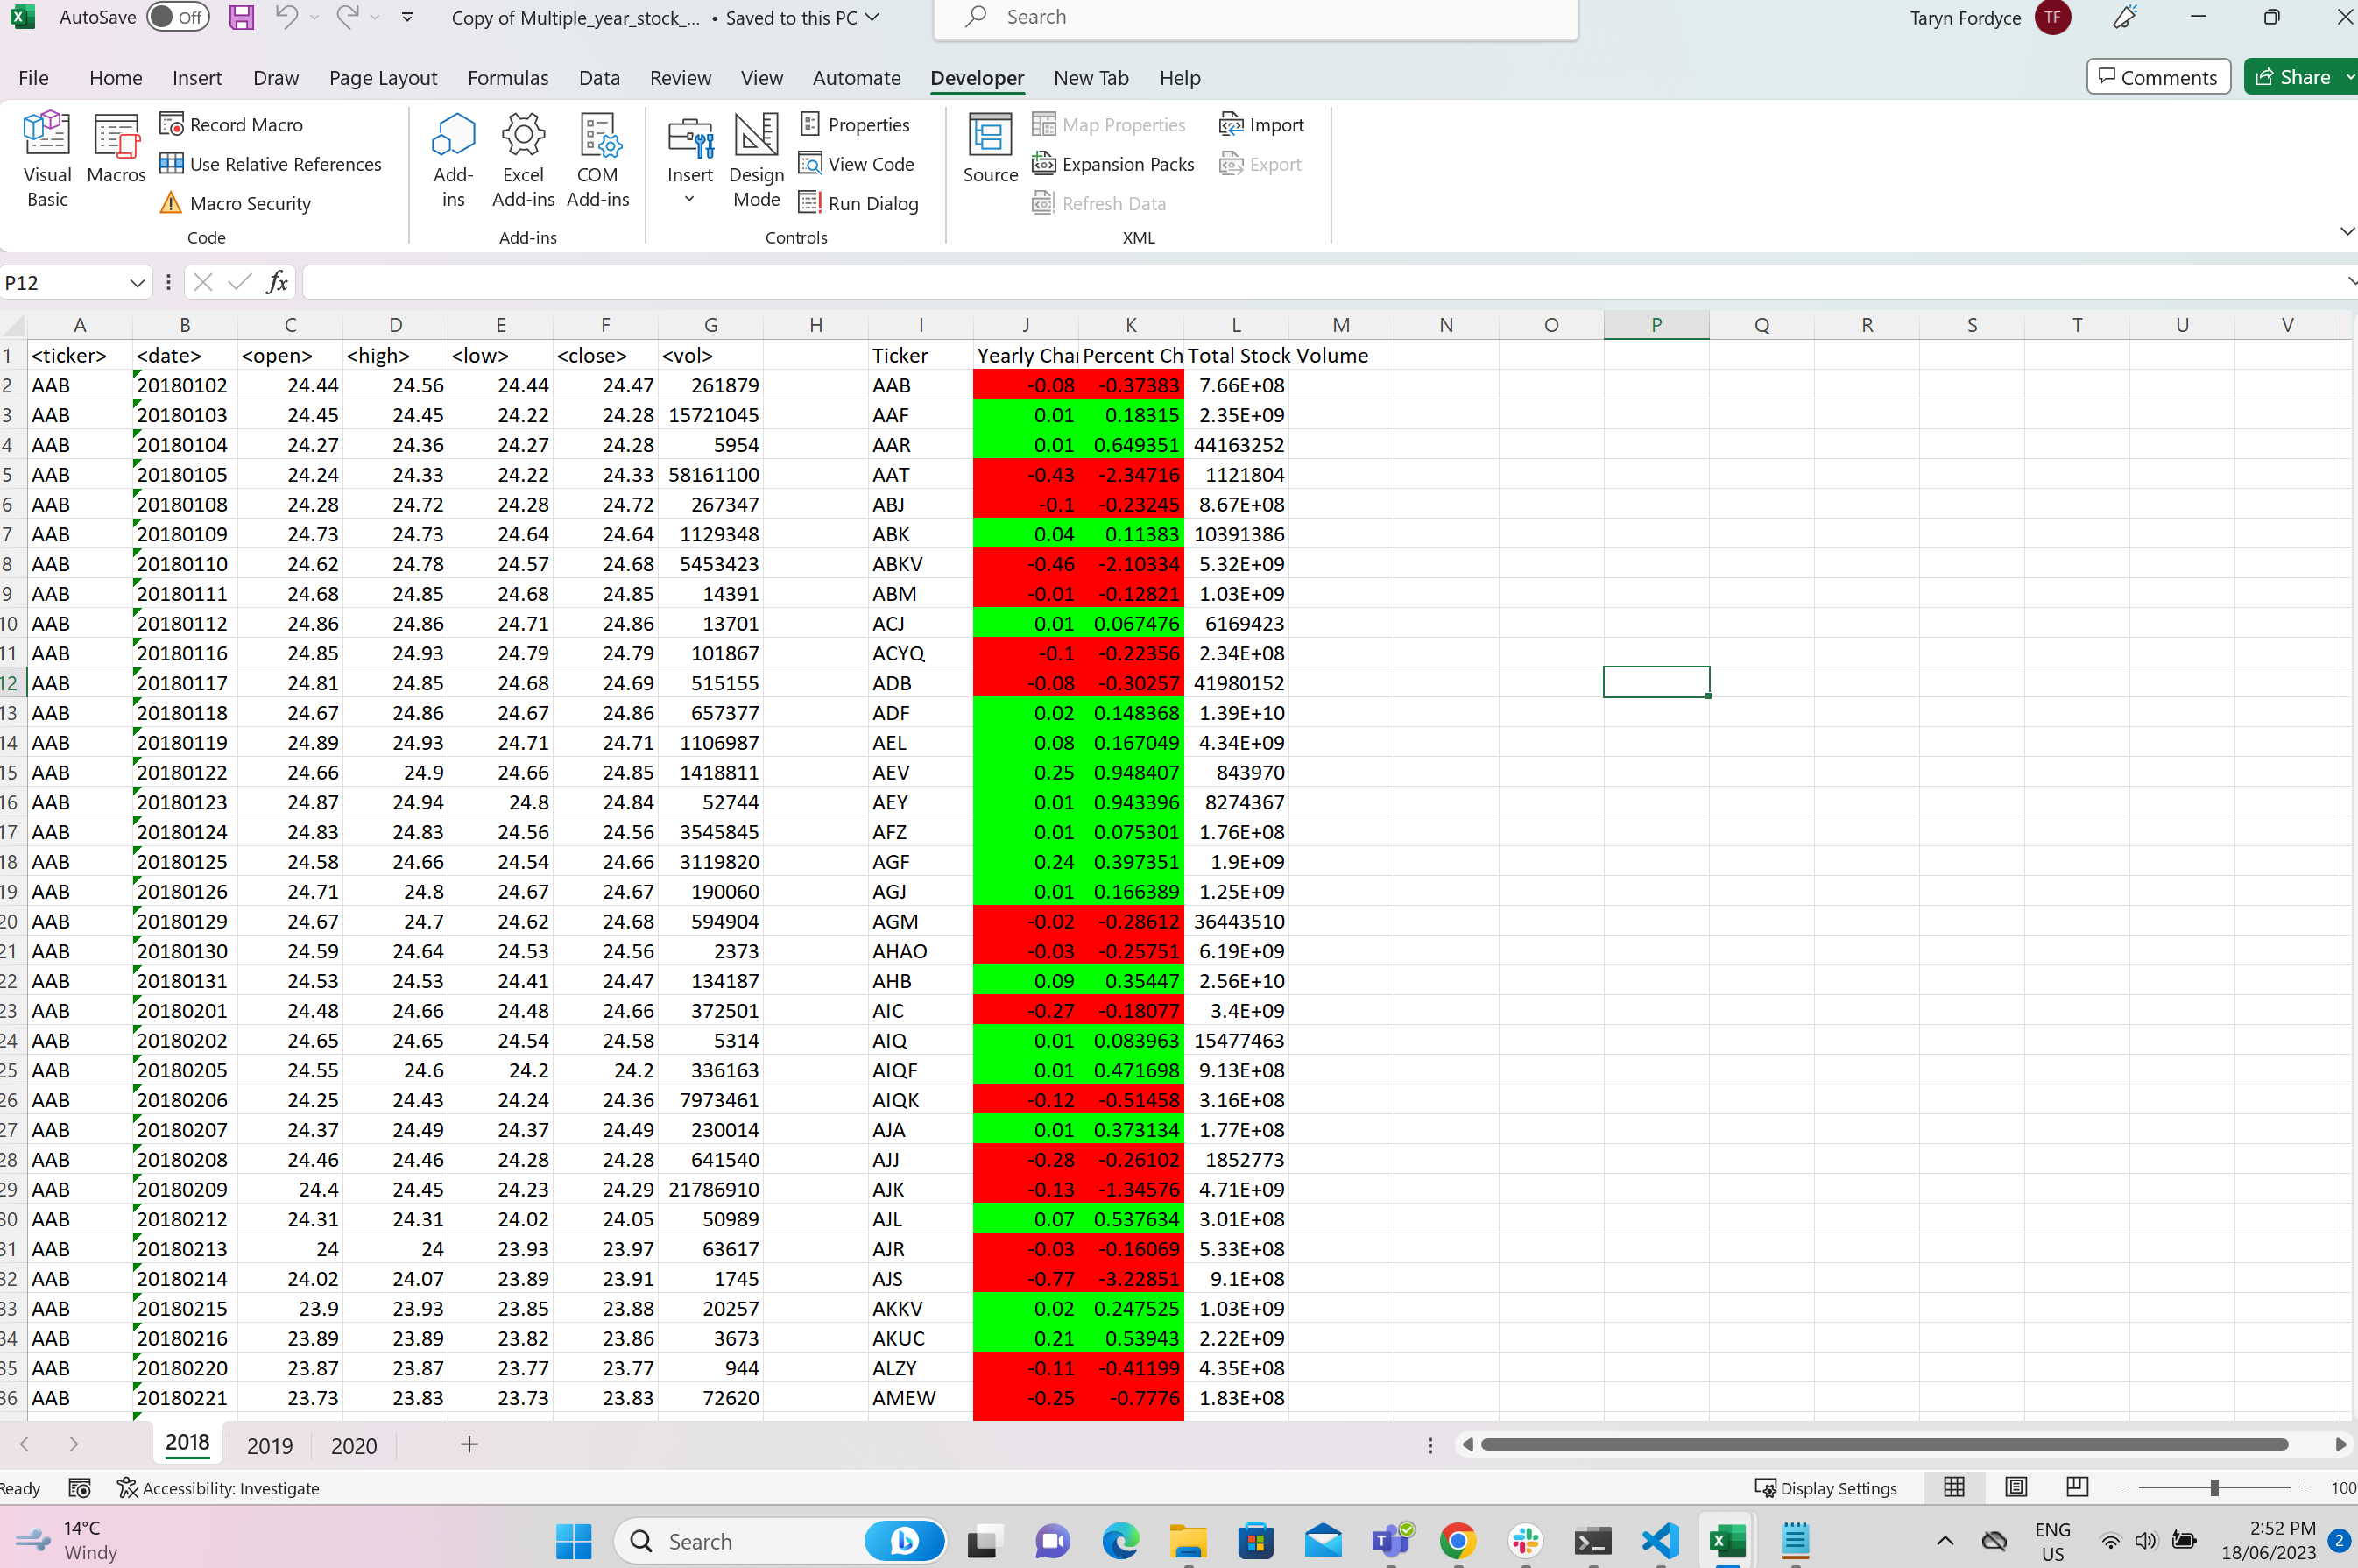 AutoSave Off Copy of Multiple_year_stock_... • Saved to this PC Search Taryn Fordyce TF
File Home Insert Draw Page Layout Formulas Data Review View Automate Developer New Tab Help Comments Share
Visual Basic Macros Record Macro Use Relative References Macro Security
Add-ins Excel Add-ins COM Add-ins
Insert Design Mode Properties View Code Run Dialog
Source Map Properties Expansion Packs Refresh Data Import Export
Code Add-ins Controls XML
P12 fx
A B C D E F G H I J K L M N O P Q R S T U V
1 <ticker> <date> <open> <high> <low> <close> <vol> Ticker Yearly Cha Percent Ch Total Stock Volume
2 AAB 20180102 24.44 24.56 24.44 24.47 261879 AAB -0.08 -0.37383 7.66E+08
3 AAB 20180103 24.45 24.45 24.22 24.28 15721045 AAF 0.01 0.18315 2.35E+09
4 AAB 20180104 24.27 24.36 24.27 24.28 5954 AAR 0.01 0.649351 44163252
5 AAB 20180105 24.24 24.33 24.22 24.33 58161100 AAT -0.43 -2.34716 1121804
6 AAB 20180108 24.28 24.72 24.28 24.72 267347 ABJ -0.1 -0.23245 8.67E+08
7 AAB 20180109 24.73 24.73 24.64 24.64 1129348 ABK 0.04 0.11383 10391386
8 AAB 20180110 24.62 24.78 24.57 24.68 5453423 ABKV -0.46 -2.10334 5.32E+09
9 AAB 20180111 24.68 24.85 24.68 24.85 14391 ABM -0.01 -0.12821 1.03E+09
10 AAB 20180112 24.86 24.86 24.71 24.86 13701 ACJ 0.01 0.067476 6169423
11 AAB 20180116 24.85 24.93 24.79 24.79 101867 ACYQ -0.1 -0.22356 2.34E+08
12 AAB 20180117 24.81 24.85 24.68 24.69 515155 ADB -0.08 -0.30257 41980152
13 AAB 20180118 24.67 24.86 24.67 24.86 657377 ADF 0.02 0.148368 1.39E+10
14 AAB 20180119 24.89 24.93 24.71 24.71 1106987 AEL 0.08 0.167049 4.34E+09
15 AAB 20180122 24.66 24.9 24.66 24.85 1418811 AEV 0.25 0.948407 843970
16 AAB 20180123 24.87 24.94 24.8 24.84 52744 AEY 0.01 0.943396 8274367
17 AAB 20180124 24.83 24.83 24.56 24.56 3545845 AFZ 0.01 0.075301 1.76E+08
18 AAB 20180125 24.58 24.66 24.54 24.66 3119820 AGF 0.24 0.397351 1.9E+09
19 AAB 20180126 24.71 24.8 24.67 24.67 190060 AGJ 0.01 0.166389 1.25E+09
20 AAB 20180129 24.67 24.7 24.62 24.68 594904 AGM -0.02 -0.28612 36443510
21 AAB 20180130 24.59 24.64 24.53 24.56 2373 AHAO -0.03 -0.25751 6.19E+09
22 AAB 20180131 24.53 24.53 24.41 24.47 134187 AHB 0.09 0.35447 2.56E+10
23 AAB 20180201 24.48 24.66 24.48 24.66 372501 AIC -0.27 -0.18077 3.4E+09
24 AAB 20180202 24.65 24.65 24.54 24.58 5314 AIQ 0.01 0.083963 15477463
25 AAB 20180205 24.55 24.6 24.2 24.2 336163 AIQF 0.01 0.471698 9.13E+08
26 AAB 20180206 24.25 24.43 24.24 24.36 7973461 AIQK -0.12 -0.51458 3.16E+08
27 AAB 20180207 24.37 24.49 24.37 24.49 230014 AJA 0.01 0.373134 1.77E+08
28 AAB 20180208 24.46 24.46 24.28 24.28 641540 AJJ -0.28 -0.26102 1852773
29 AAB 20180209 24.4 24.45 24.23 24.29 21786910 AJK -0.13 -1.34576 4.71E+09
30 AAB 20180212 24.31 24.31 24.02 24.05 50989 AJL 0.07 0.537634 3.01E+08
31 AAB 20180213 24 24 23.93 23.97 63617 AJR -0.03 -0.16069 5.33E+08
32 AAB 20180214 24.02 24.07 23.89 23.91 1745 AJS -0.77 -3.22851 9.1E+08
33 AAB 20180215 23.9 23.93 23.85 23.88 20257 AKKV 0.02 0.247525 1.03E+09
34 AAB 20180216 23.89 23.89 23.82 23.86 3673 AKUC 0.21 0.53943 2.22E+09
35 AAB 20180220 23.87 23.87 23.77 23.77 944 ALZY -0.11 -0.41199 4.35E+08
36 AAB 20180221 23.73 23.83 23.73 23.83 72620 AMEW -0.25 -0.7776 1.83E+08
2018 2019 2020 +
Ready Accessibility: Investigate Display Settings 100
14°C Windy Search ENG US 2:52 PM 18/06/2023 2